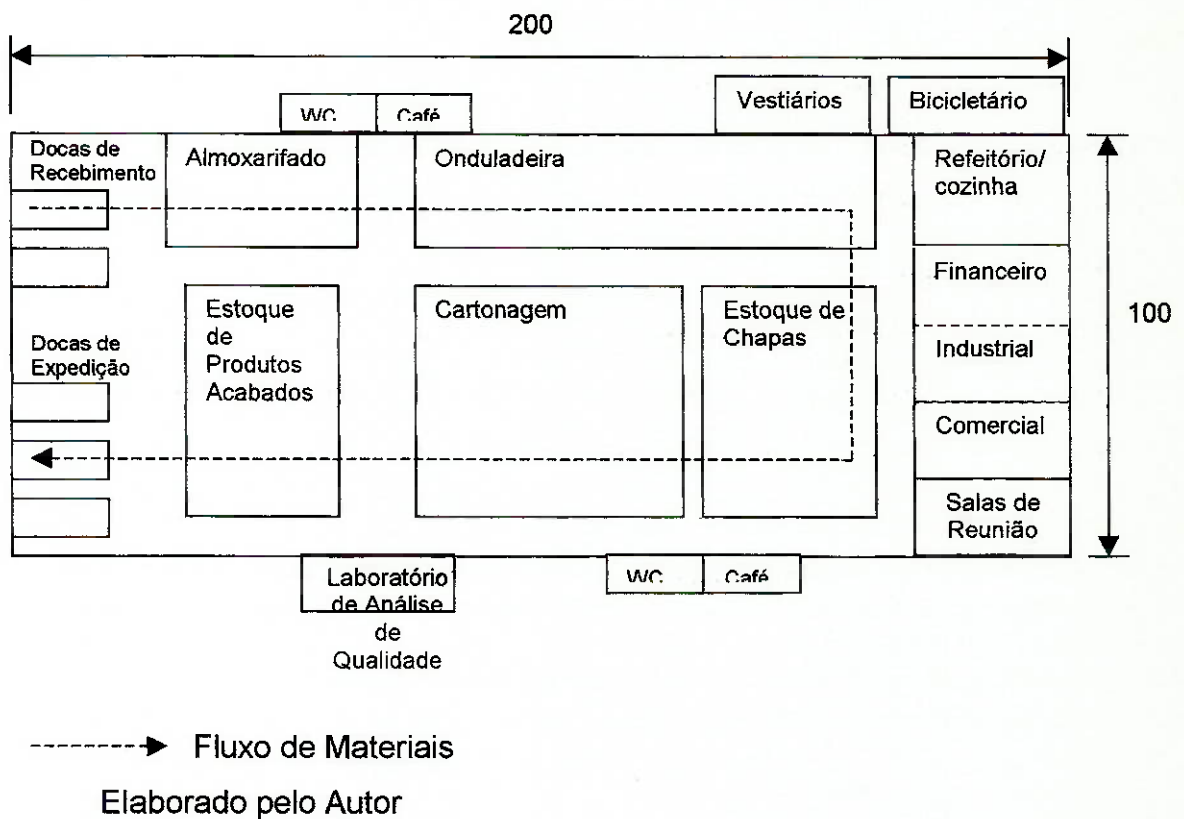 200
WC
Café
Vestiários
Bicicletário
Docas de
Recebimento
Almoxarifado
Onduladeira
Refeitório/
cozinha
Financeiro
100
Estoque
de
Produtos
Acabados
Cartonagem
Estoque de
Chapas
Docas de
Expedição
Industrial
Comercial
Salas de
Reunião
Laboratório
de Análise
de
Qualidade
WC
Café
Fluxo de Materiais
Elaborado pelo Autor